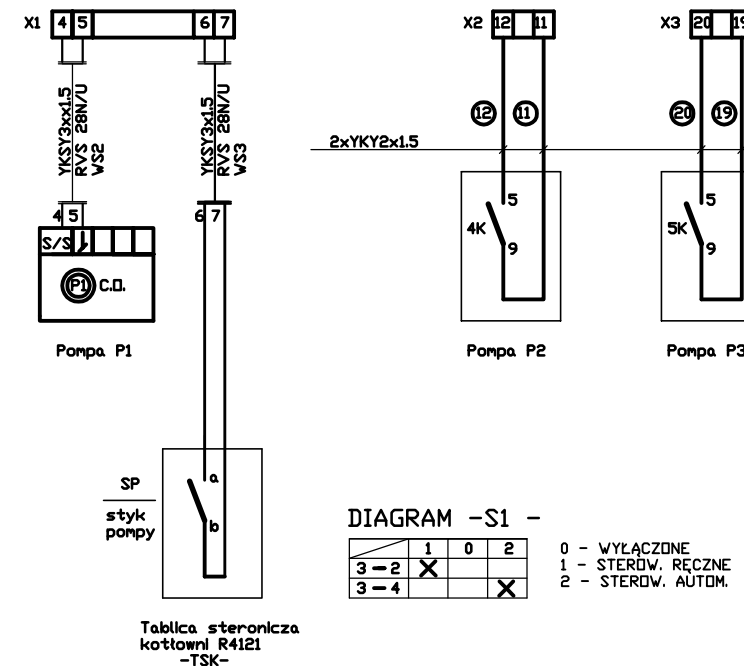 X1 4 5 6 7
X2 12 11
X3 20 19
YKSY3xx1.5
RVS 28N/U
WS2
YKSY3x1.5
RVS 28N/U
WS3
12 11
20 19
2xYKY2x1.5
4 5
6 7
S/S
P1 C.O.
Pompa P1
5
4K
9
Pompa P2
5
5K
9
Pompa P3
SP
styk
pompy
a
b
Tablica steronicza
kotłowni R4121
-TSK-
DIAGRAM -S1 -
1 0 2
3-2 X
3-4 X
0 - WYŁĄCZONE
1 - STEROW. RĘCZNE
2 - STEROW. AUTOM.